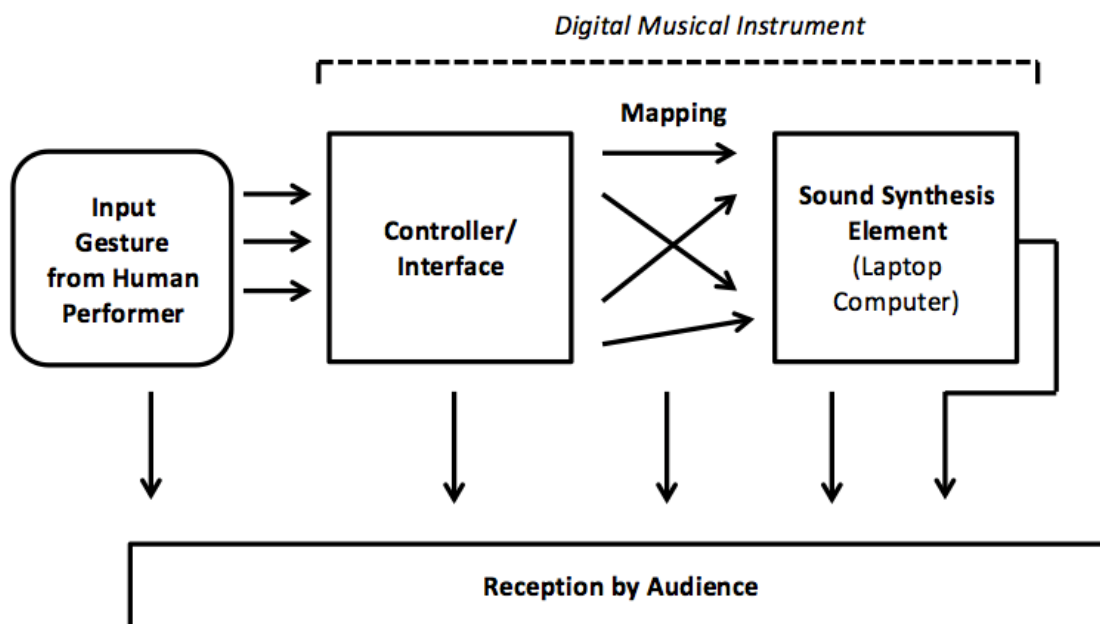 Digital Musical Instrument
Mapping
Input
Gesture
from Human
Performer
Controller/
Interface
Sound Synthesis
Element
(Laptop
Computer)
Reception by Audience